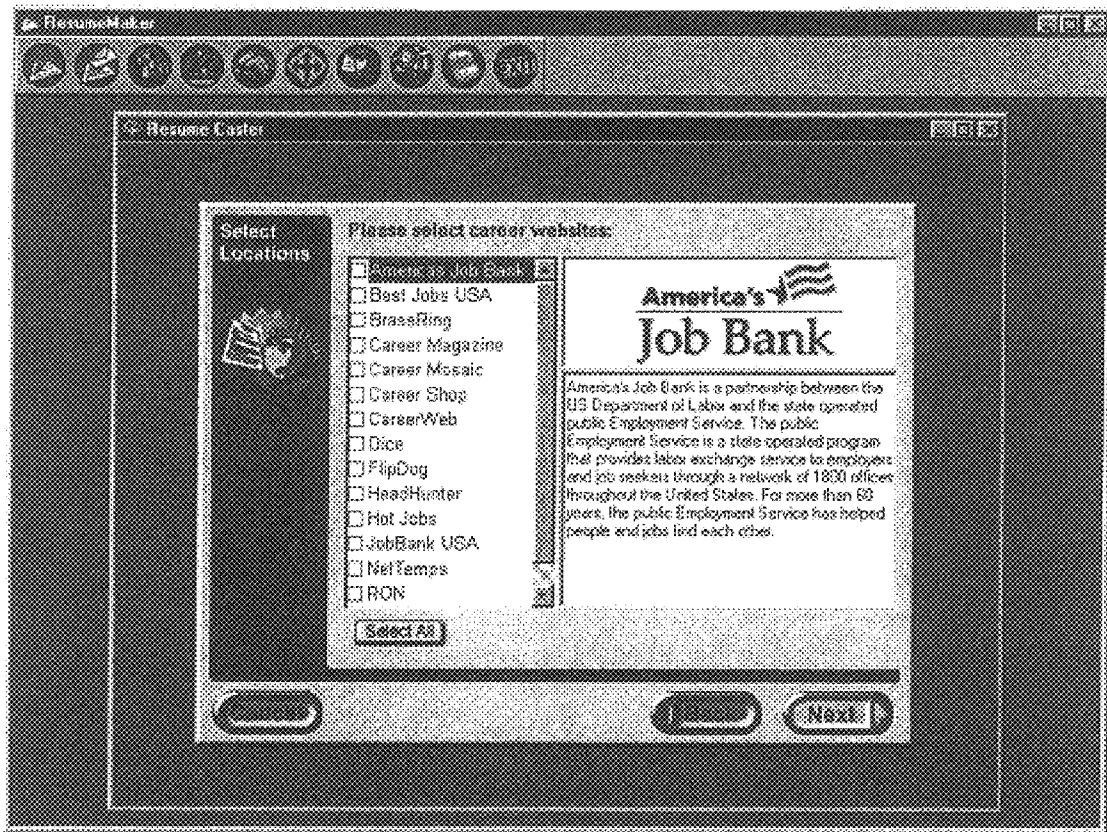 ResumeMaker
Resume Caster
Select
Locations
Please select career websites:
America's Job Bank
Best Jobs USA
BrassRing
Career Magazine
Career Mosaic
Career Shop
CareerWeb
Dice
FlipDog
HeadHunter
Hot Jobs
JobBank USA
NetTemps
RON
Select All
America's
Job Bank
America's Job Bank is a partnership between the
US Department of Labor and the state operated
public Employment Service. The public
Employment Service is a state operated program
that provides labor exchange service to employers
and job seekers through a network of 1800 offices
throughout the United States. For more than 60
years, the public Employment Service has helped
people and jobs find each other.
Next